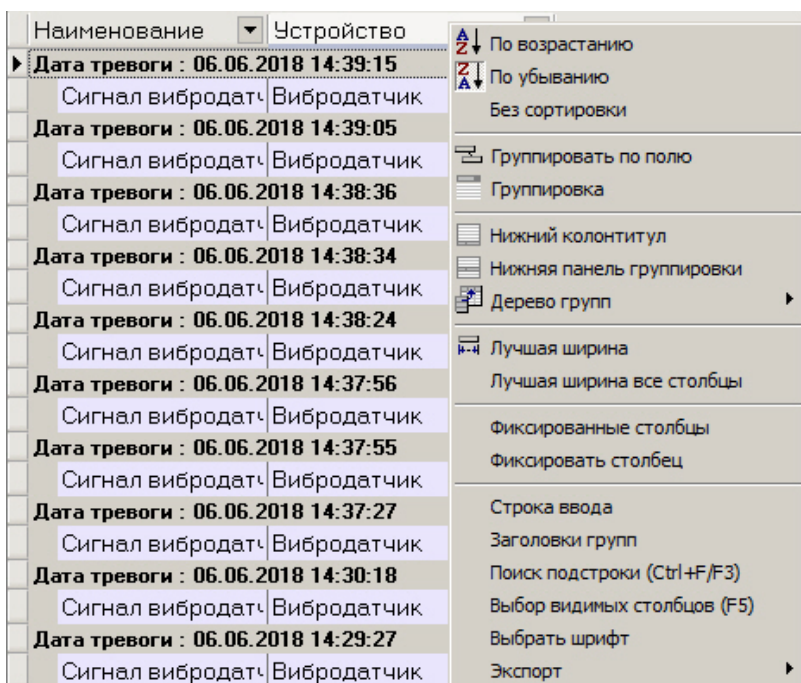 Наименование Устройство
Дата тревоги : 06.06.2018 14:39:15
Сигнал вибродатч Вибродатчик
Дата тревоги : 06.06.2018 14:39:05
Сигнал вибродатч Вибродатчик
Дата тревоги : 06.06.2018 14:38:36
Сигнал вибродатч Вибродатчик
Дата тревоги : 06.06.2018 14:38:34
Сигнал вибродатч Вибродатчик
Дата тревоги : 06.06.2018 14:38:24
Сигнал вибродатч Вибродатчик
Дата тревоги : 06.06.2018 14:37:56
Сигнал вибродатч Вибродатчик
Дата тревоги : 06.06.2018 14:37:55
Сигнал вибродатч Вибродатчик
Дата тревоги : 06.06.2018 14:37:27
Сигнал вибродатч Вибродатчик
Дата тревоги : 06.06.2018 14:30:18
Сигнал вибродатч Вибродатчик
Дата тревоги : 06.06.2018 14:29:27
Сигнал вибродатч Вибродатчик
По возрастанию
По убыванию
Без сортировки
Группировать по полю
Группировка
Нижний колонтитул
Нижняя панель группировки
Дерево групп
Лучшая ширина
Лучшая ширина все столбцы
Фиксированные столбцы
Фиксировать столбец
Строка ввода
Заголовки групп
Поиск подстроки (Ctrl+F/F3)
Выбор видимых столбцов (F5)
Выбрать шрифт
Экспорт